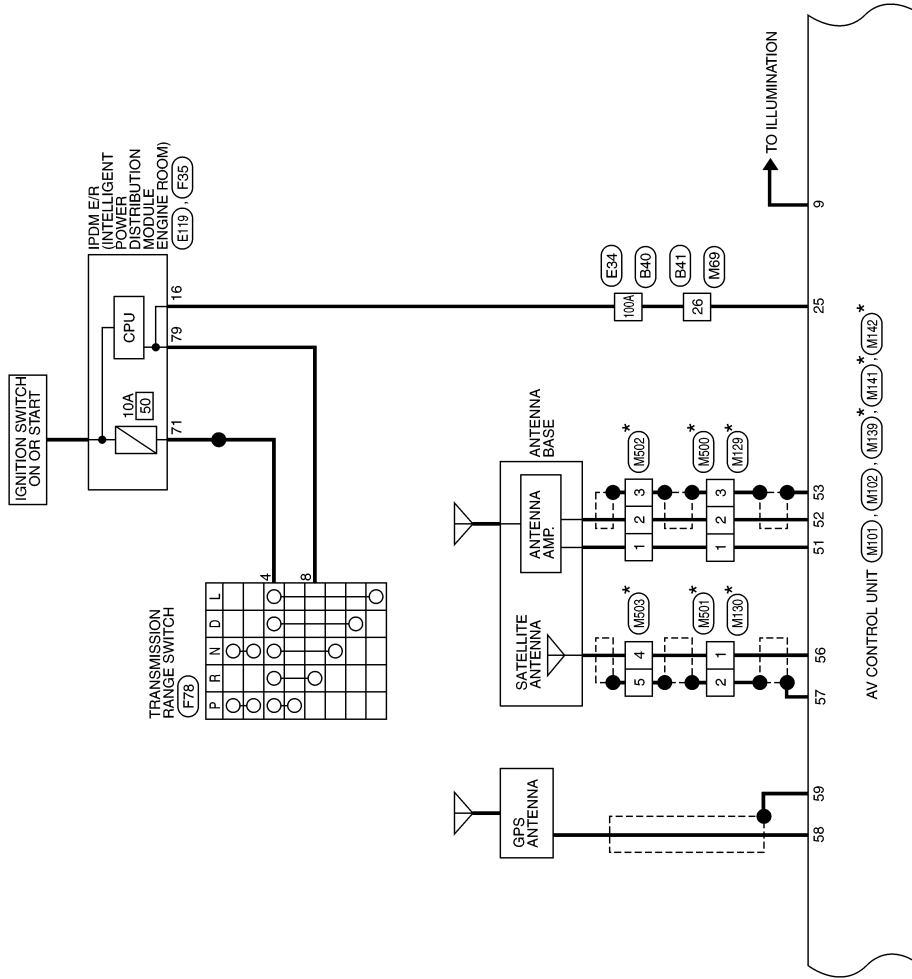 IGNITION SWITCH
ON OR START
IPDM E/R
(INTELLIGENT
POWER
DISTRIBUTION
MODULE
ENGINE ROOM)
E119 , F35
10A
50
CPU
71
79
16
TRANSMISSION
RANGE SWITCH
F78
P R N D L
4
8
GPS
ANTENNA
SATELLITE
ANTENNA
ANTENNA
AMP.
ANTENNA
BASE
5 4
M503 *
1 2 3
M502 *
M501 *
M500 *
2 1
M130 *
1 2 3
M129 *
100A
E34
B40
26
B41
M69
TO ILLUMINATION
58 59 57 56 51 52 53 25 9
AV CONTROL UNIT M101 , M102 , M139 * , M141 * , M142 *